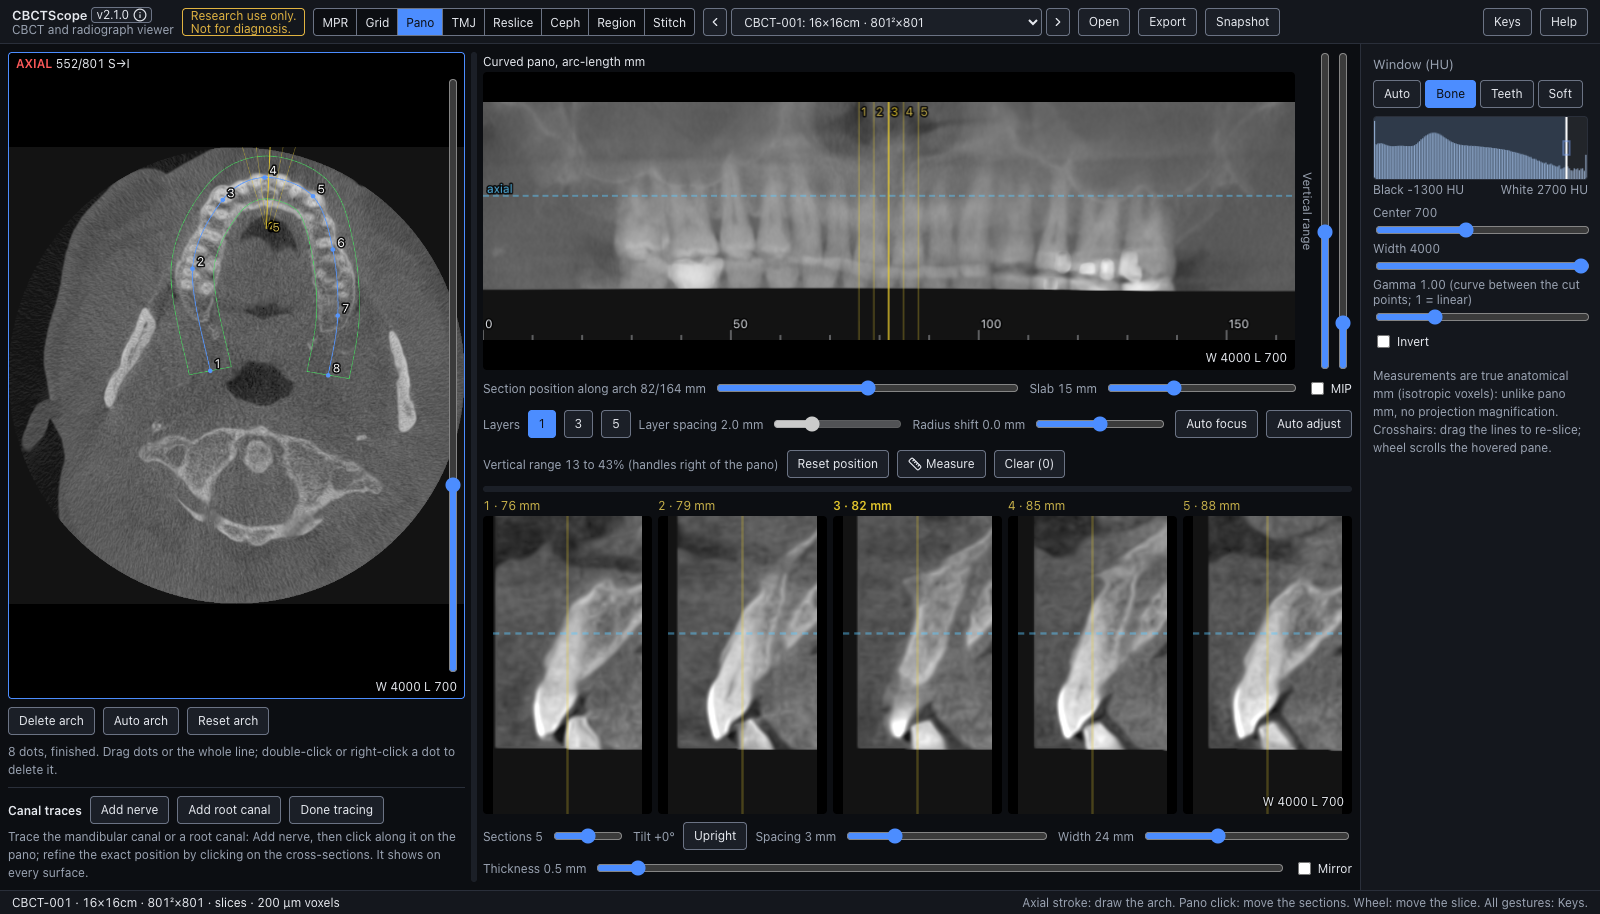 CBCTScope v2.1.0
CBCT and radiograph viewer
Research use only.
Not for diagnosis.
MPR Grid Pano TMJ Reslice Ceph Region Stitch
CBCT-001: 16×16cm · 801²×801
Open Export Snapshot
Keys Help
AXIAL 552/801 S→I
1
2
3
4
5
6
7
8
5
W 4000 L 700
Delete arch Auto arch Reset arch
8 dots, finished. Drag dots or the whole line; double-click or right-click a dot to
delete it.
Canal traces Add nerve Add root canal Done tracing
Trace the mandibular canal or a root canal: Add nerve, then click along it on the
pano; refine the exact position by clicking on the cross-sections. It shows on
every surface.
Curved pano, arc-length mm
1 2 3 4 5
axial
0 50 100 150
W 4000 L 700
Vertical range
Section position along arch 82/164 mm Slab 15 mm MIP
Layers 1 3 5 Layer spacing 2.0 mm Radius shift 0.0 mm Auto focus Auto adjust
Vertical range 13 to 43% (handles right of the pano) Reset position Measure Clear (0)
1 · 76 mm 2 · 79 mm 3 · 82 mm 4 · 85 mm 5 · 88 mm
W 4000 L 700
Sections 5 Tilt +0° Upright Spacing 3 mm Width 24 mm
Thickness 0.5 mm Mirror
Window (HU)
Auto Bone Teeth Soft
Black -1300 HU White 2700 HU
Center 700
Width 4000
Gamma 1.00 (curve between the cut
points; 1 = linear)
Invert
Measurements are true anatomical
mm (isotropic voxels): unlike pano
mm, no projection magnification.
Crosshairs: drag the lines to re-slice;
wheel scrolls the hovered pane.
CBCT-001 · 16×16cm · 801²×801 · slices · 200 µm voxels
Axial stroke: draw the arch. Pano click: move the sections. Wheel: move the slice. All gestures: Keys.